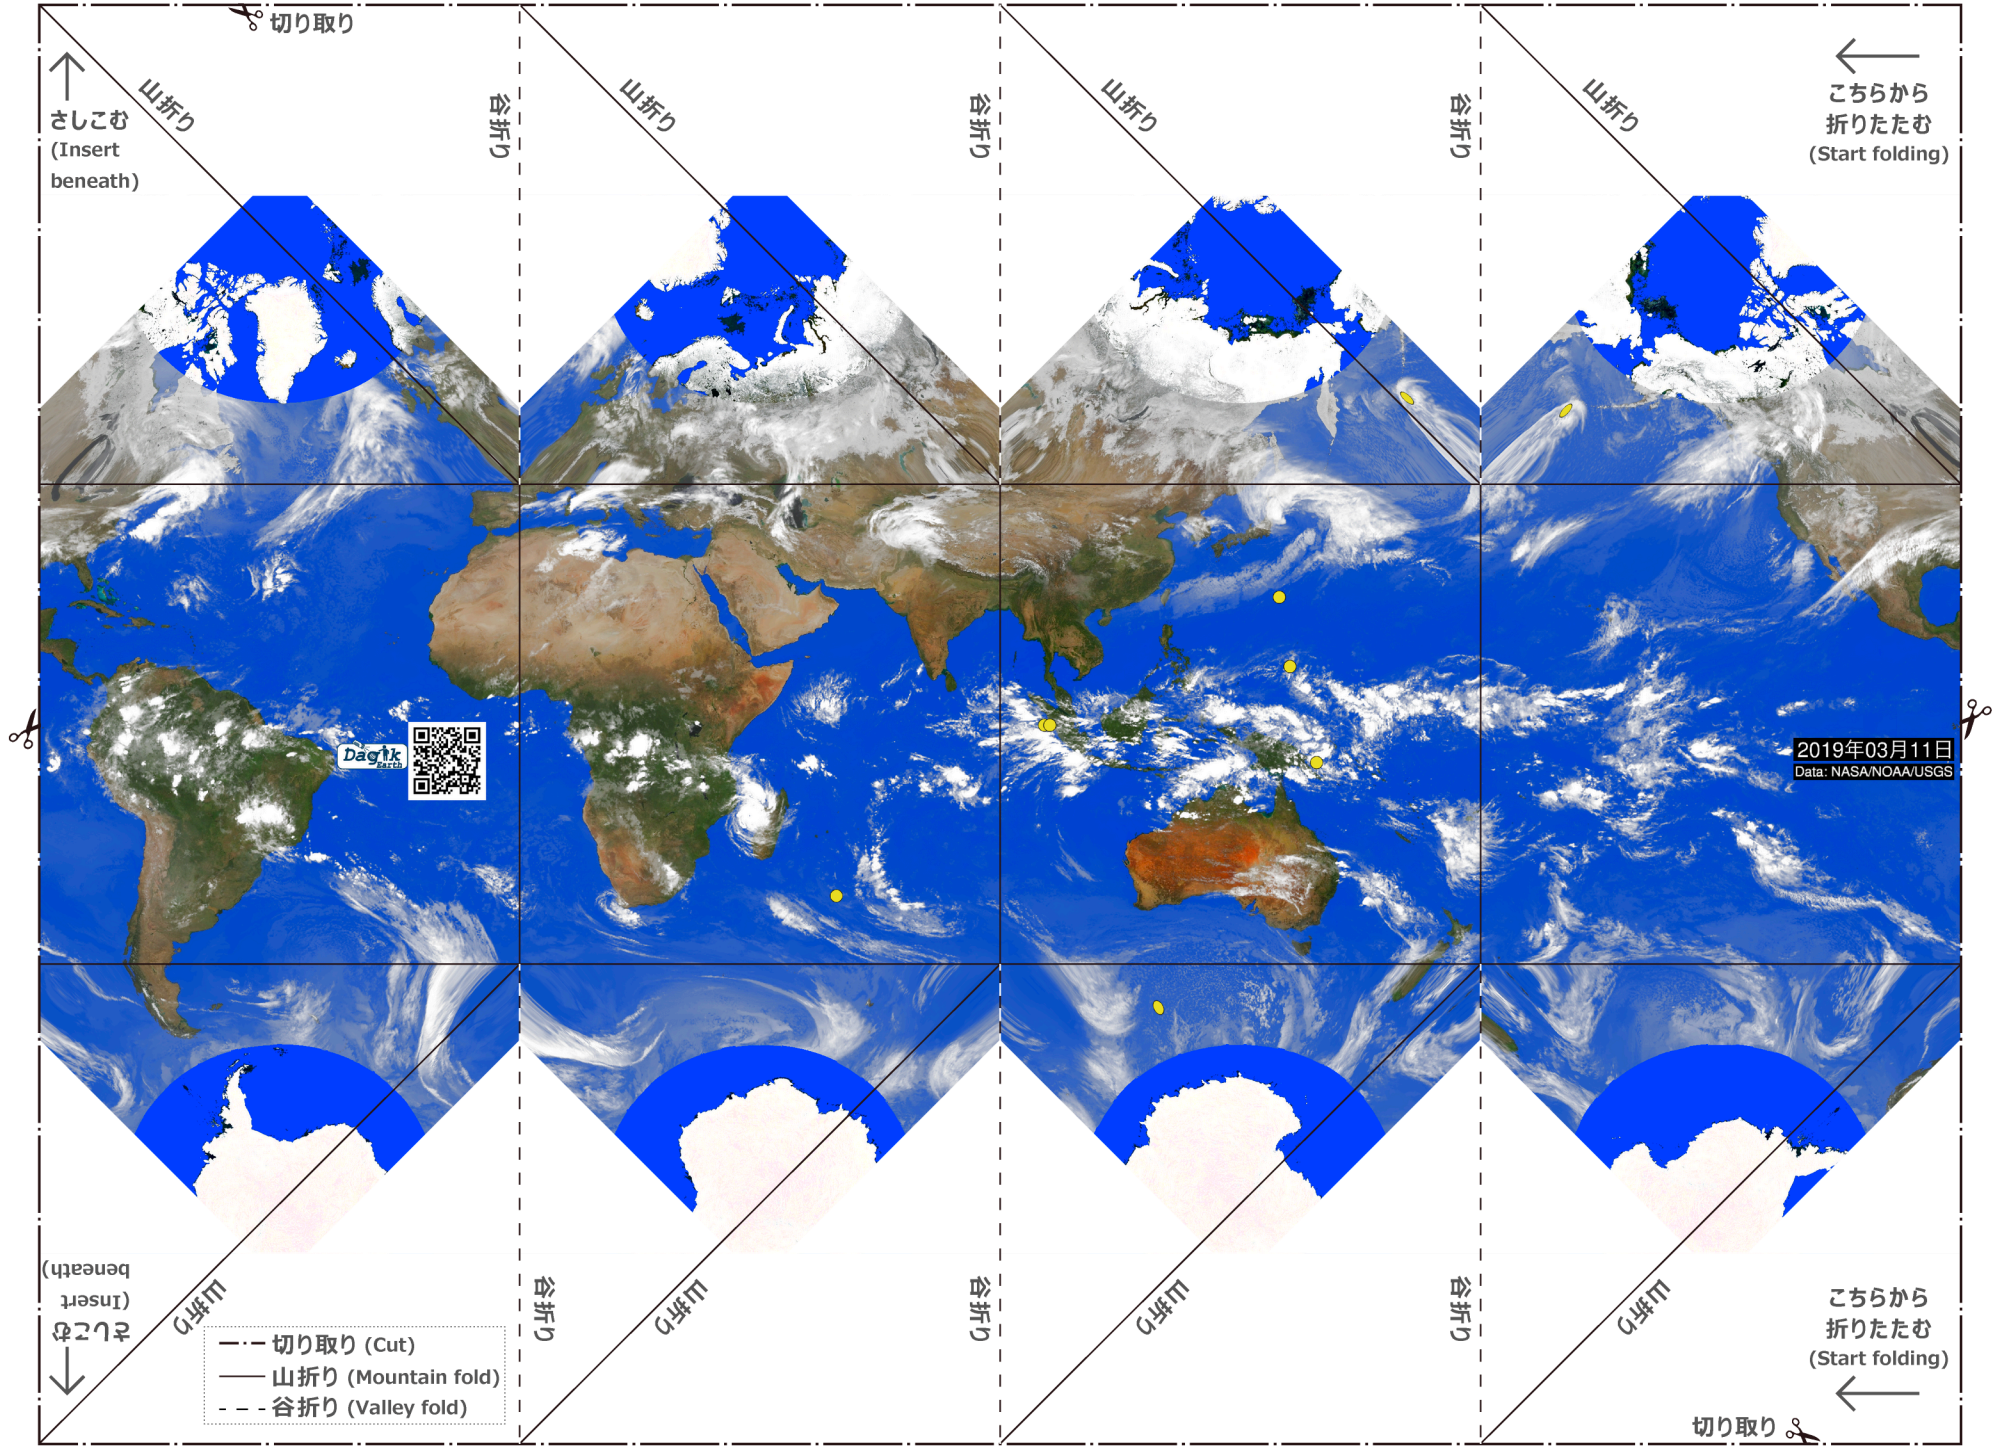 切り取り
さしこむ
(Insert
beneath)
山折り
谷折り
山折り
谷折り
山折り
谷折り
山折り
こちらから
折りたたむ
(Start folding)
Dagik
Earth
2019年03月11日
Data: NASA/NOAA/USGS
さしこむ
(Insert
beneath)
山折り
谷折り
山折り
谷折り
山折り
谷折り
山折り
こちらから
折りたたむ
(Start folding)
切り取り (Cut)
山折り (Mountain fold)
谷折り (Valley fold)
切り取り